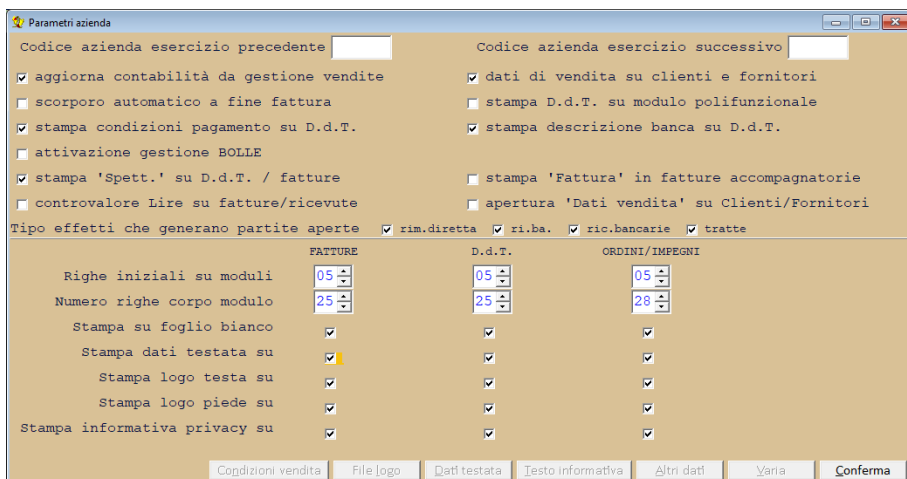 Parametri azienda
Codice azienda esercizio precedente Codice azienda esercizio successivo
aggiorna contabilità da gestione vendite dati di vendita su clienti e fornitori
scorporo automatico a fine fattura stampa D.d.T. su modulo polifunzionale
stampa condizioni pagamento su D.d.T. stampa descrizione banca su D.d.T.
attivazione gestione BOLLE
stampa 'Spett.' su D.d.T. / fatture stampa 'Fattura' in fatture accompagnatorie
controvalore Lire su fatture/ricevute apertura 'Dati vendita' su Clienti/Fornitori
Tipo effetti che generano partite aperte rim.diretta ri.ba. ric.bancarie tratte
FATTURE D.d.T. ORDINI/IMPEGNI
Righe iniziali su moduli 05 05 05
Numero righe corpo modulo 25 25 28
Stampa su foglio bianco
Stampa dati testata su
Stampa logo testa su
Stampa logo piede su
Stampa informativa privacy su
Condizioni vendita File logo Dati testata Testo informativa Altri dati Varia Conferma